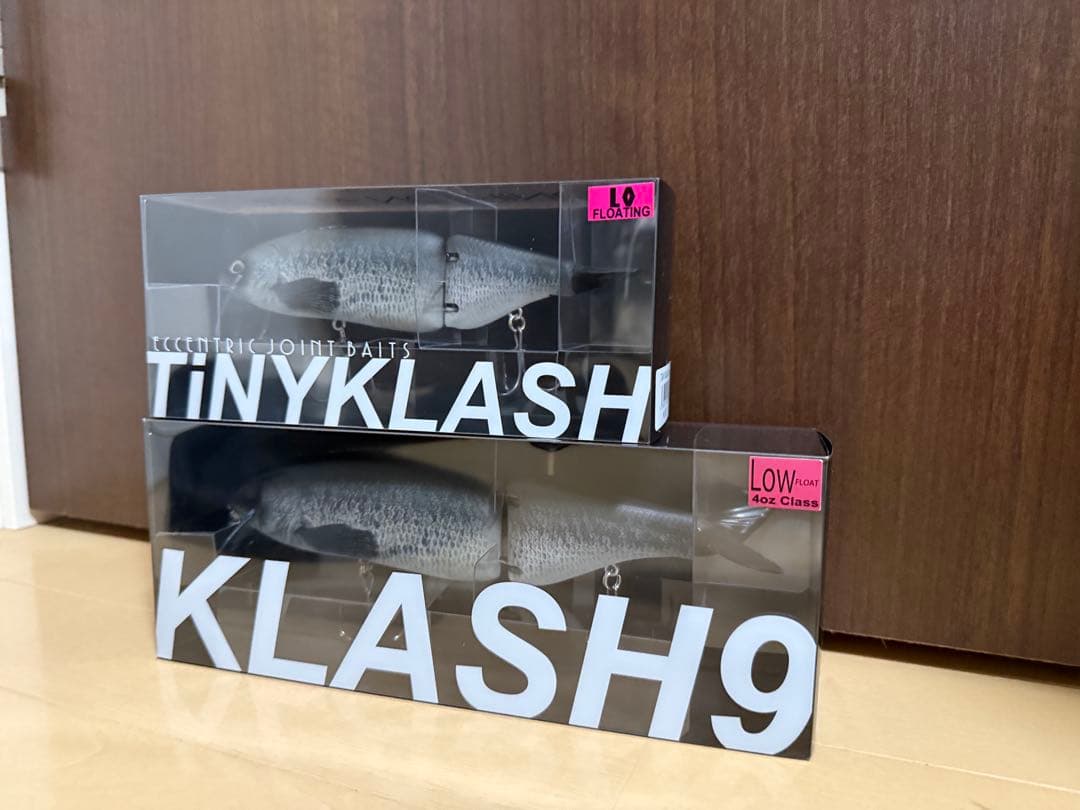 LO
FLOATING
ECCENTRIC JOINT BAITS
TiNYKLASH
LOW FLOAT
4oz Class
KLASH9